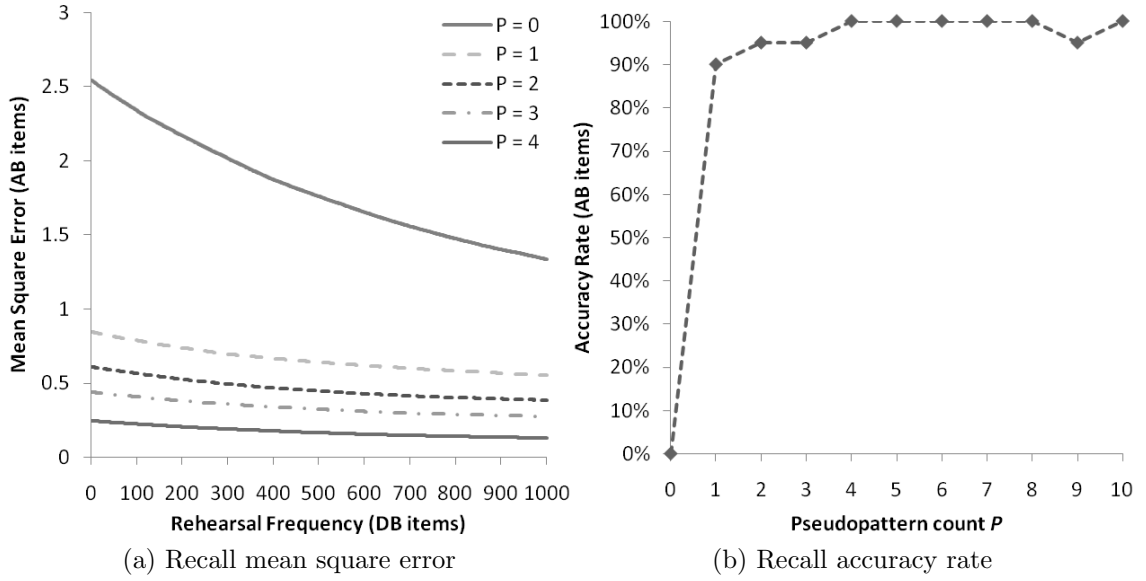 3
2.5
2
1.5
1
0.5
0
Mean Square Error (AB items)
P = 0
P = 1
P = 2
P = 3
P = 4
0 100 200 300 400 500 600 700 800 900 1000
Rehearsal Frequency (DB items)
(a) Recall mean square error
100%
90%
80%
70%
60%
50%
40%
30%
20%
10%
0%
Accuracy Rate (AB items)
0 1 2 3 4 5 6 7 8 9 10
Pseudopattern count P
(b) Recall accuracy rate